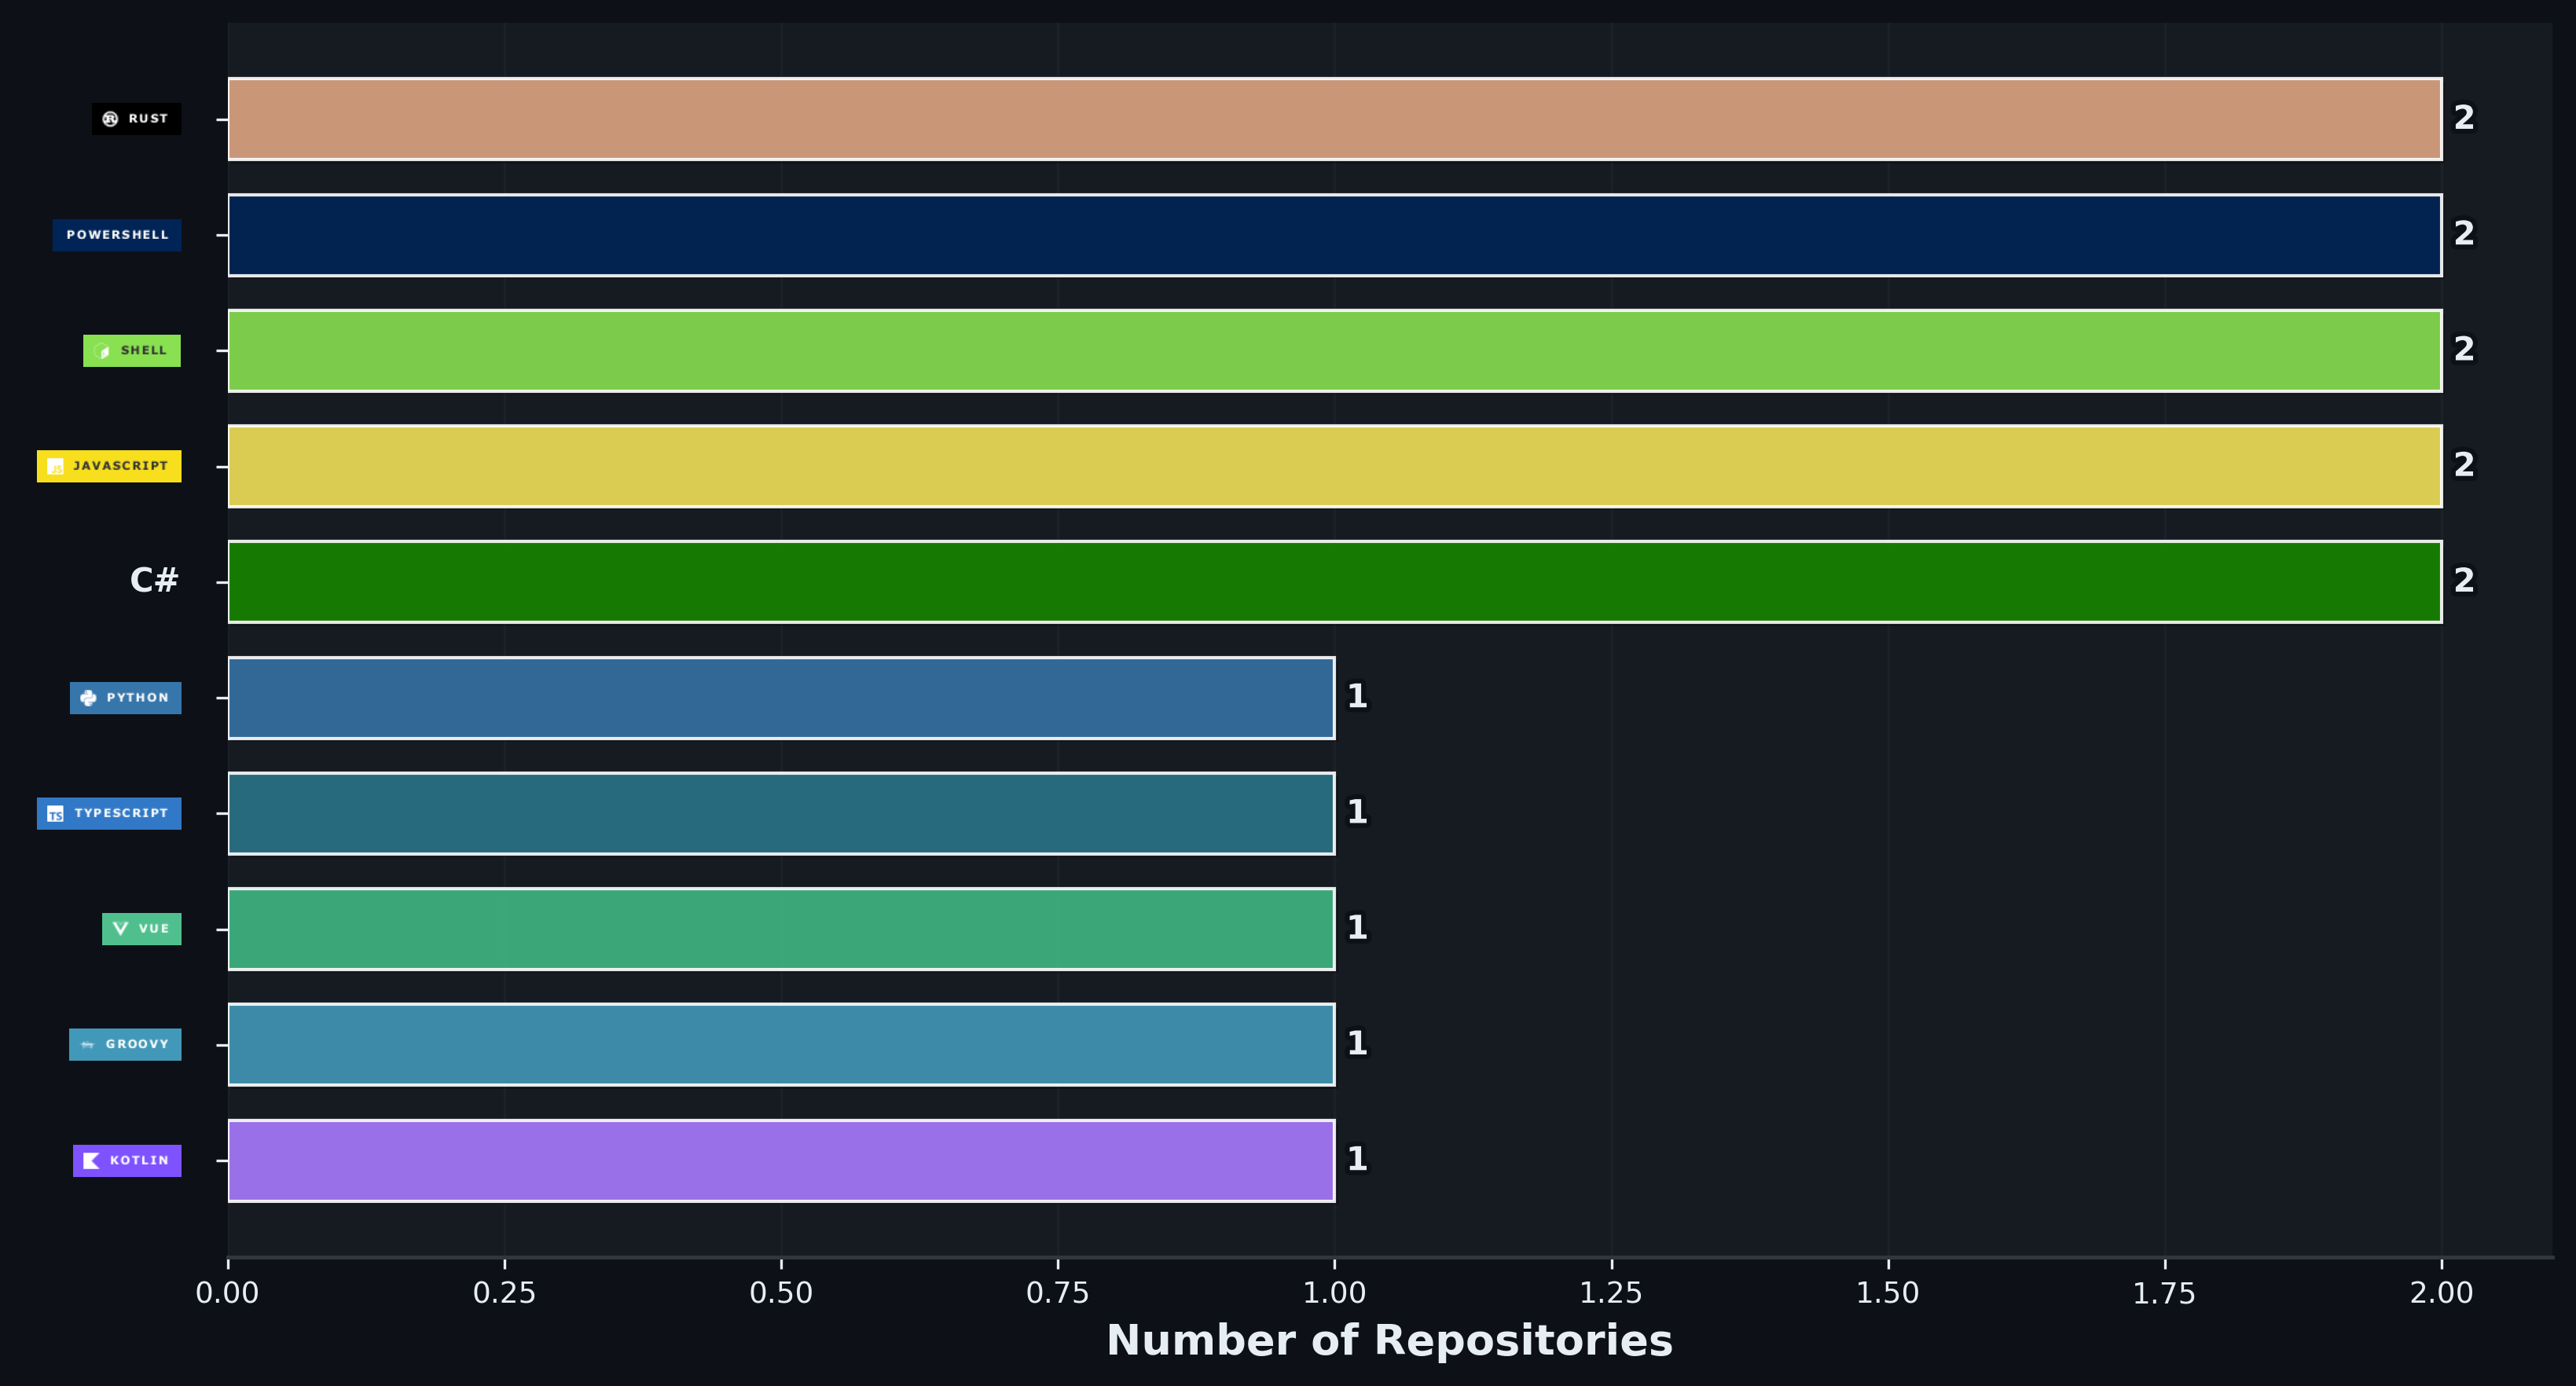 RUST 2
POWERSHELL 2
SHELL 2
JS JAVASCRIPT 2
C# 2
PYTHON 1
TS TYPESCRIPT 1
VUE 1
GROOVY 1
KOTLIN 1
0.00 0.25 0.50 0.75 1.00 1.25 1.50 1.75 2.00
Number of Repositories